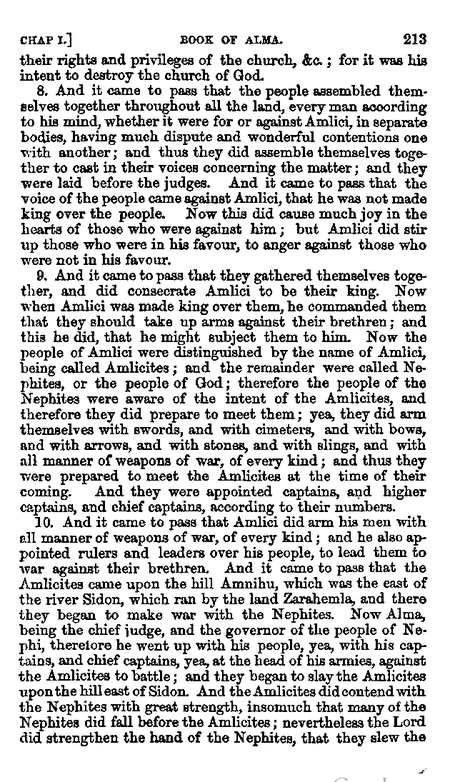 CHAP I.] BOOK OF ALMA. 213
their rights and privileges of the church, &c.; for it was his
intent to destroy the church of God.
8. And it came to pass that the people assembled them-
selves together throughout all the land, every man according
to his mind, whether it were for or against Amlici, in separate
bodies, having much dispute and wonderful contentions one
with another; and thus they did assemble themselves toge-
ther to cast in their voices concerning the matter; and they
were laid before the judges. And it came to pass that the
voice of the people came against Amlici, that he was not made
king over the people. Now this did cause much joy in the
hearts of those who were against him; but Amlici did stir
up those who were in his favour, to anger against those who
were not in his favour.
9. And it came to pass that they gathered themselves toge-
ther, and did consecrate Amlici to be their king. Now
when Amlici was made king over them, he commanded them
that they should take up arms against their brethren; and
this he did, that he might subject them to him. Now the
people of Amlici were distinguished by the name of Amlici,
being called Amlicites; and the remainder were called Ne-
phites, or the people of God; therefore the people of the
Nephites were aware of the intent of the Amlicites, and
therefore they did prepare to meet them; yea, they did arm
themselves with swords, and with cimeters, and with bows,
and with arrows, and with stones, and with slings, and with
all manner of weapons of war, of every kind; and thus they
were prepared to meet the Amlicites at the time of their
coming. And they were appointed captains, and higher
captains, and chief captains, according to their numbers.
10. And it came to pass that Amlici did arm his men with
all manner of weapons of war, of every kind; and he also ap-
pointed rulers and leaders over his people, to lead them to
war against their brethren. And it came to pass that the
Amlicites came upon the hill Amnihu, which was the east of
the river Sidon, which ran by the land Zarahemla, and there
they began to make war with the Nephites. Now Alma,
being the chief judge, and the governor of the people of Ne-
phi, therefore he went up with his people, yea, with his cap-
tains, and chief captains, yea, at the head of his armies, against
the Amlicites to battle; and they began to slay the Amlicites
upon the hill east of Sidon. And the Amlicites did contend with
the Nephites with great strength, insomuch that many of the
Nephites did fall before the Amlicites; nevertheless the Lord
did strengthen the hand of the Nephites, that they slew the